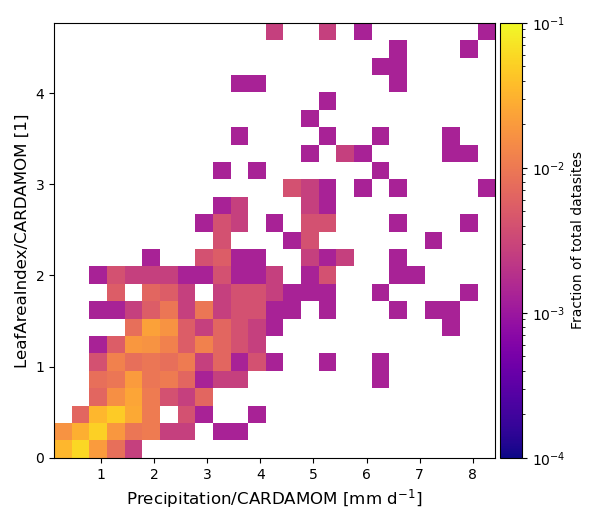 LeafAreaIndex/CARDAMOM [1]
4
3
2
1
0
1 2 3 4 5 6 7 8
Precipitation/CARDAMOM [mm d⁻¹]
10⁻¹
10⁻²
10⁻³
10⁻⁴
Fraction of total datasites